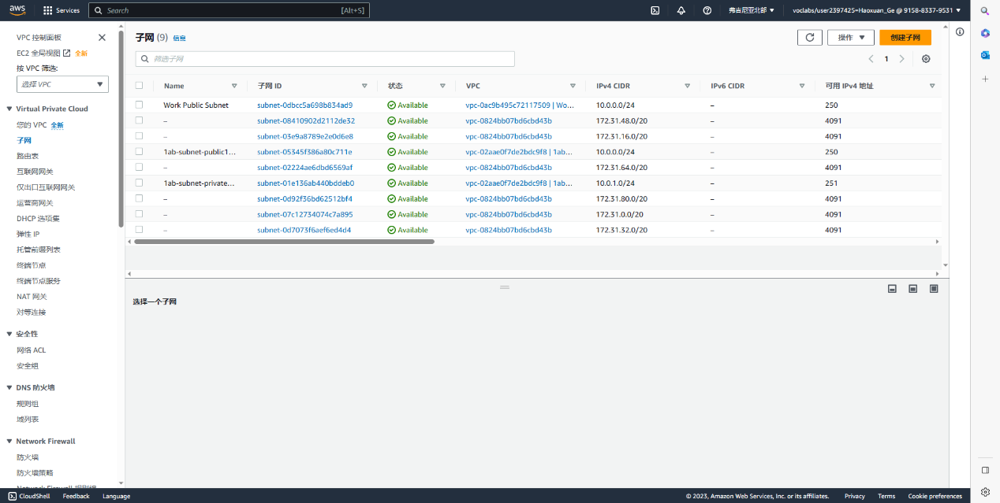 aws
Services
Search
[Alt+S]
弗吉尼亚北部
voclabs/user2397425=Haoxuan_Ge @ 9158-8337-9531
VPC 控制面板
EC2 全局视图 全新
按 VPC 筛选:
选择 VPC
Virtual Private Cloud
您的 VPC 全新
子网
路由表
互联网网关
仅出口互联网网关
运营商网关
DHCP 选项集
弹性 IP
托管前缀列表
终端节点
终端节点服务
NAT 网关
对等连接
安全性
网络 ACL
安全组
DNS 防火墙
规则组
域列表
Network Firewall
防火墙
防火墙策略
Network Firewall 规则组
子网 (9) 信息
操作
创建子网
筛选子网
1
Name 子网 ID 状态 VPC IPv4 CIDR IPv6 CIDR 可用 IPv4 地址
Work Public Subnet subnet-0dbcc5a698b834ad9 Available vpc-0ac9b495c72117509 | Wo... 10.0.0.0/24 – 250
– subnet-08410902d2112de32 Available vpc-0824bb07bd6cbd43b 172.31.48.0/20 – 4091
– subnet-03e9a8789e2e0d6e8 Available vpc-0824bb07bd6cbd43b 172.31.16.0/20 – 4091
1ab-subnet-public1... subnet-05345f386a80c711e Available vpc-02aae0f7de2bdc9f8 | 1ab... 10.0.0.0/24 – 250
– subnet-02224ae6dbd6569af Available vpc-0824bb07bd6cbd43b 172.31.64.0/20 – 4091
1ab-subnet-private... subnet-01e136ab440bddeb0 Available vpc-02aae0f7de2bdc9f8 | 1ab... 10.0.1.0/24 – 251
– subnet-0d92f36bd62512bf4 Available vpc-0824bb07bd6cbd43b 172.31.80.0/20 – 4091
– subnet-07c12734074c7a895 Available vpc-0824bb07bd6cbd43b 172.31.0.0/20 – 4091
– subnet-0d7073f6aef6ed4d4 Available vpc-0824bb07bd6cbd43b 172.31.32.0/20 – 4091
选择一个子网
CloudShell
Feedback
Language
© 2023, Amazon Web Services, Inc. or its affiliates.
Privacy
Terms
Cookie preferences